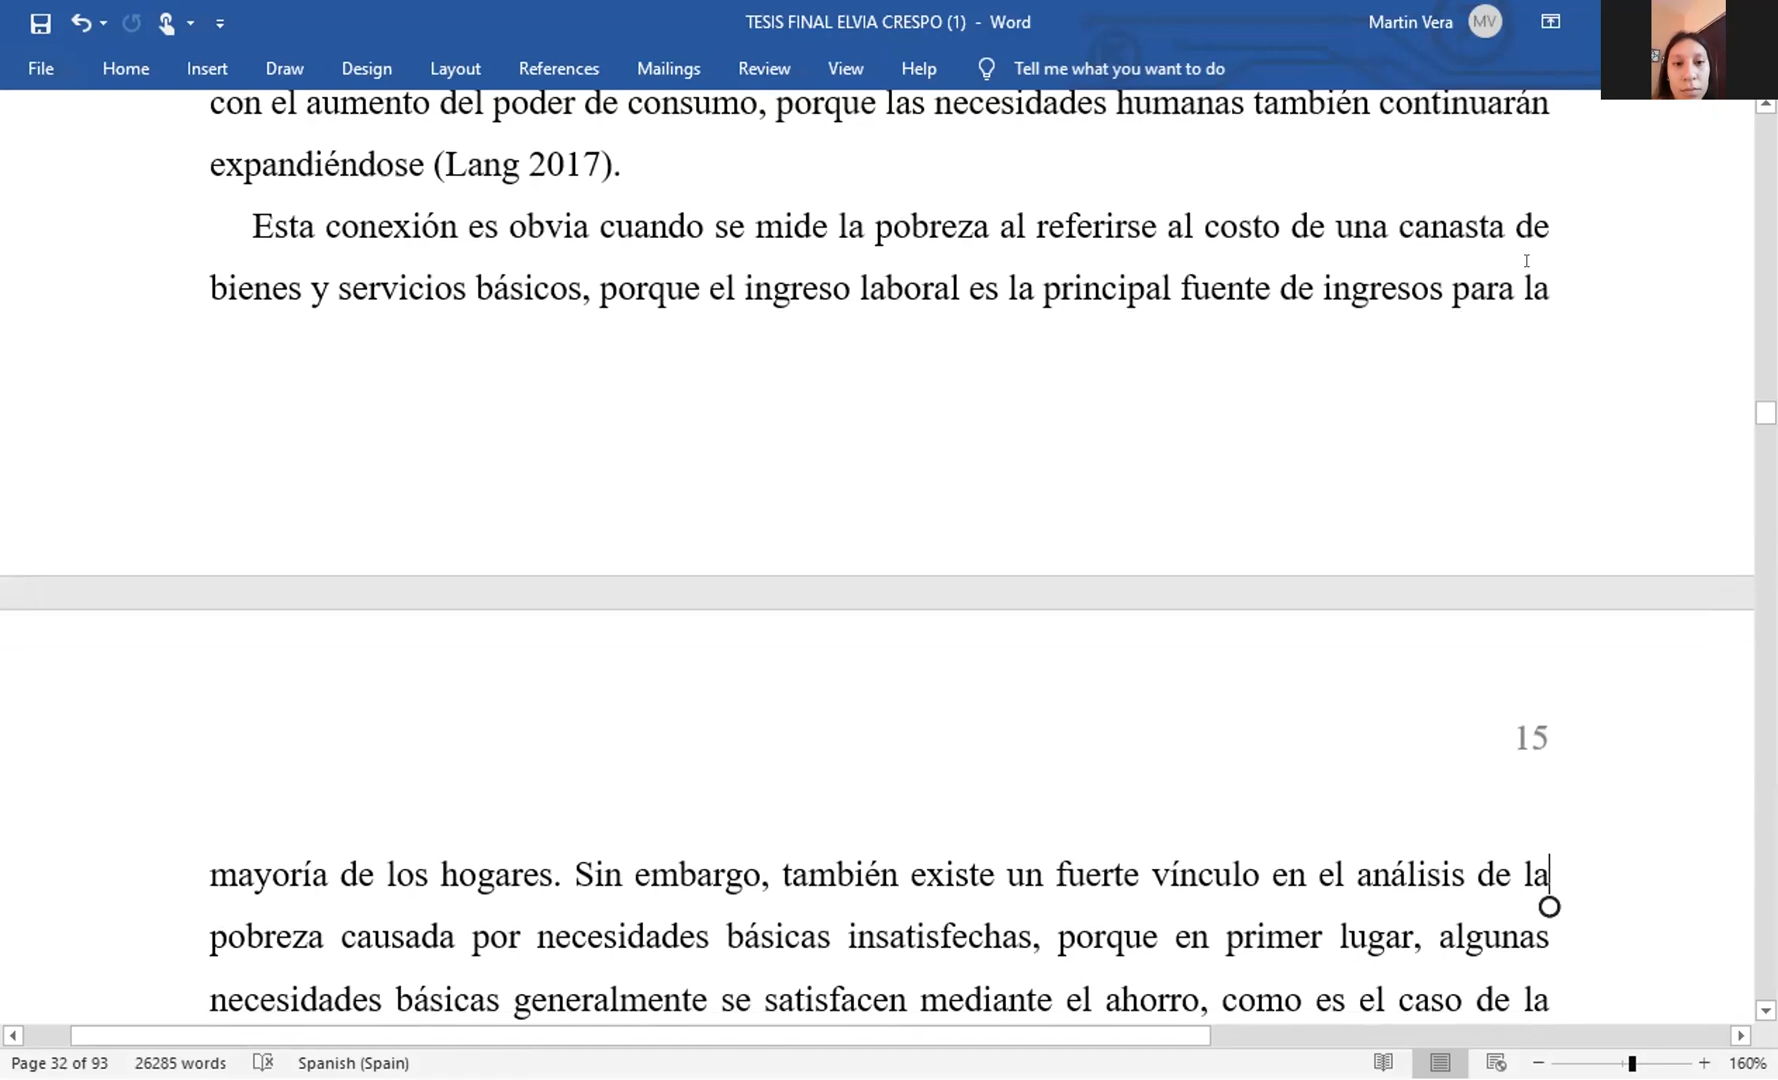 TESIS FINAL ELVIA CRESPO (1) - Word
Martin Vera
MV
File Home Insert Draw Design Layout References Mailings Review View Help Tell me what you want to do
con el aumento del poder de consumo, porque las necesidades humanas también continuarán
expandiéndose (Lang 2017).
Esta conexión es obvia cuando se mide la pobreza al referirse al costo de una canasta de
bienes y servicios básicos, porque el ingreso laboral es la principal fuente de ingresos para la
15
mayoría de los hogares. Sin embargo, también existe un fuerte vínculo en el análisis de la
pobreza causada por necesidades básicas insatisfechas, porque en primer lugar, algunas
necesidades básicas generalmente se satisfacen mediante el ahorro, como es el caso de la
Page 32 of 93 26285 words Spanish (Spain) 160%